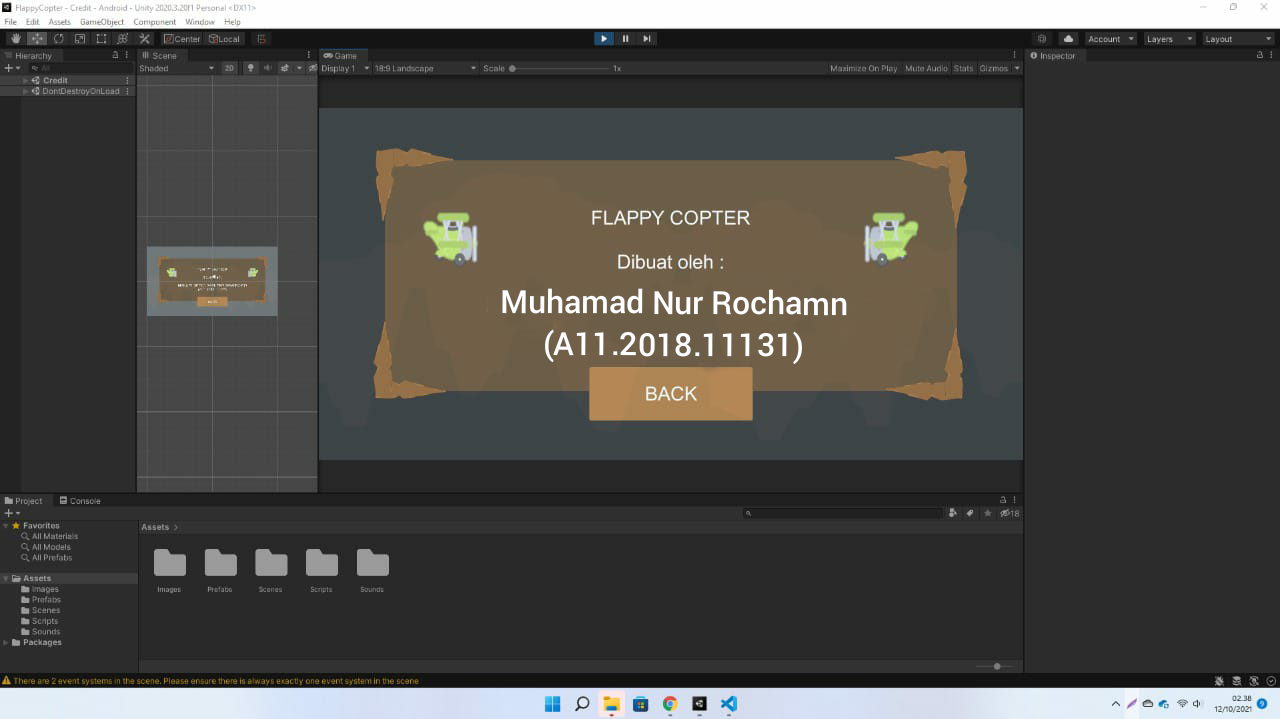 FlappyCopter - Credit - Android - Unity 2020.3.20f1 Personal <DX11>
File Edit Assets GameObject Component Window Help
Center Local Account Layers Layout
Hierarchy Scene Game Inspector
All Shaded 2D Display 1 18:9 Landscape Scale 1x Maximize On Play Mute Audio Stats Gizmos
Credit
DontDestroyOnLoad
FLAPPY COPTER
Dibuat oleh :
Muhamad Nur Rochamn
(A11.2018.11131)
BACK
Project Console
18
Favorites
All Materials
All Models
All Prefabs
Assets
Images
Prefabs
Scenes
Scripts
Sounds
Packages
Assets >
Images Prefabs Scenes Scripts Sounds
There are 2 event systems in the scene. Please ensure there is always exactly one event system in the scene
02.38
12/10/2021